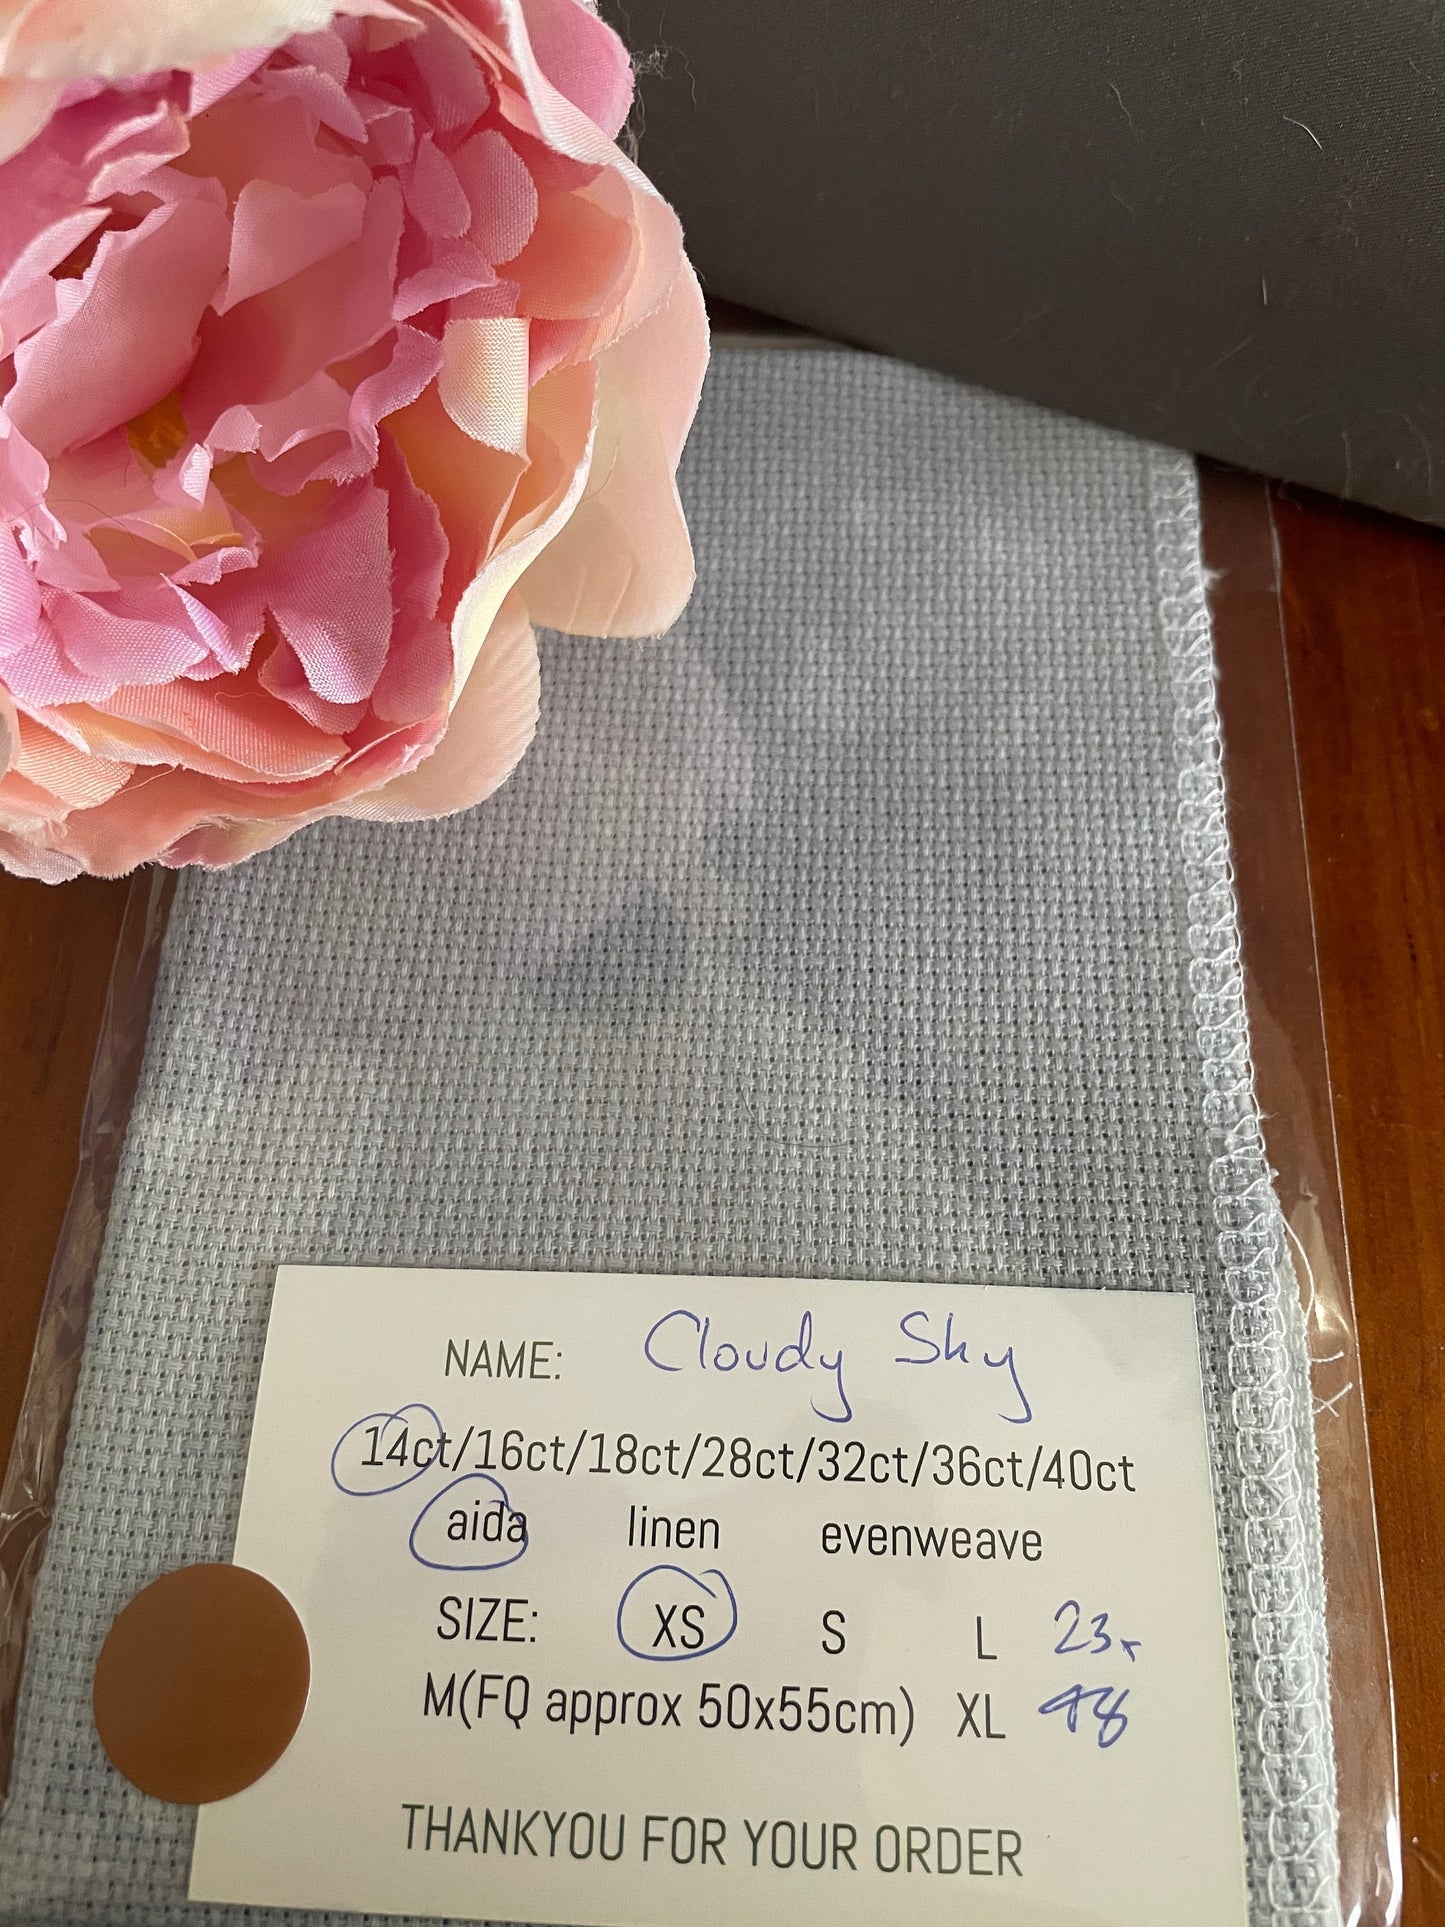 NAME: Cloudy Sky
14ct/16ct/18ct/28ct/32ct/36ct/40ct
aida linen evenweave
SIZE: XS S L 23x
M(FQ approx 50x55cm) XL 48
THANKYOU FOR YOUR ORDER